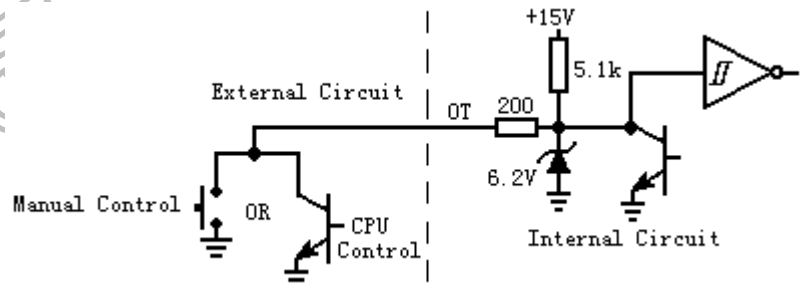 +15V
5.1k
External Circuit
OT
200
6.2V
Manual Control
OR
CPU
Control
Internal Circuit